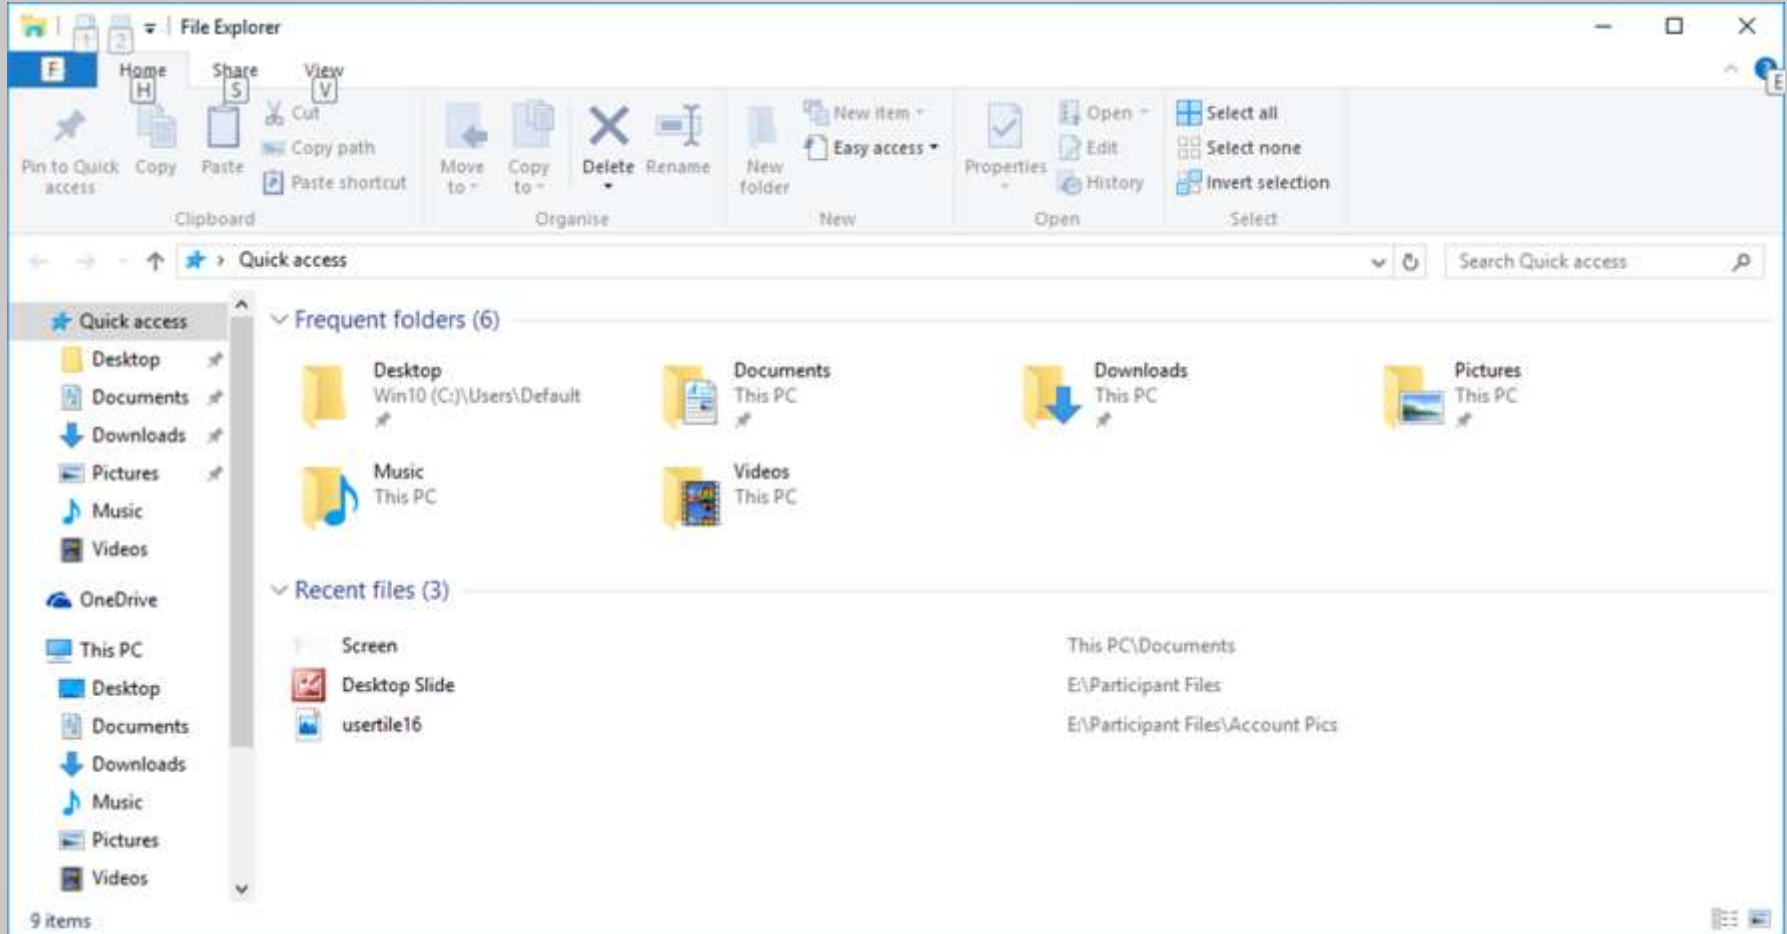 1 2 File Explorer
F Home Share View
H S V E
Pin to Quick access
Copy
Paste
Cut
Copy path
Paste shortcut
Clipboard
Move to
Copy to
Delete
Rename
Organise
New folder
New item
Easy access
New
Properties
Open
Edit
History
Open
Select all
Select none
Invert selection
Select
Quick access
Search Quick access
Quick access
Desktop
Documents
Downloads
Pictures
Music
Videos
OneDrive
This PC
Desktop
Documents
Downloads
Music
Pictures
Videos
Frequent folders (6)
Desktop
Win10 (C:)\Users\Default
Documents
This PC
Downloads
This PC
Pictures
This PC
Music
This PC
Videos
This PC
Recent files (3)
Screen This PC\Documents
Desktop Slide E:\Participant Files
usertile16 E:\Participant Files\Account Pics
9 items